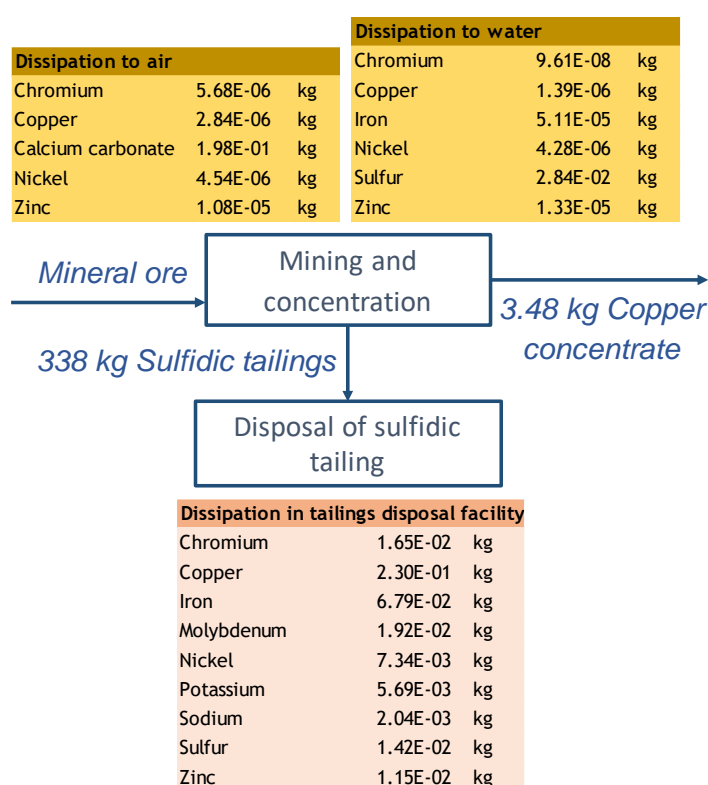 Dissipation to air
Chromium 5.68E-06 kg
Copper 2.84E-06 kg
Calcium carbonate 1.98E-01 kg
Nickel 4.54E-06 kg
Zinc 1.08E-05 kg
Dissipation to water
Chromium 9.61E-08 kg
Copper 1.39E-06 kg
Iron 5.11E-05 kg
Nickel 4.28E-06 kg
Sulfur 2.84E-02 kg
Zinc 1.33E-05 kg
Mineral ore
Mining and
concentration
3.48 kg Copper
concentrate
338 kg Sulfidic tailings
Disposal of sulfidic
tailing
Dissipation in tailings disposal facility
Chromium 1.65E-02 kg
Copper 2.30E-01 kg
Iron 6.79E-02 kg
Molybdenum 1.92E-02 kg
Nickel 7.34E-03 kg
Potassium 5.69E-03 kg
Sodium 2.04E-03 kg
Sulfur 1.42E-02 kg
Zinc 1.15E-02 kg